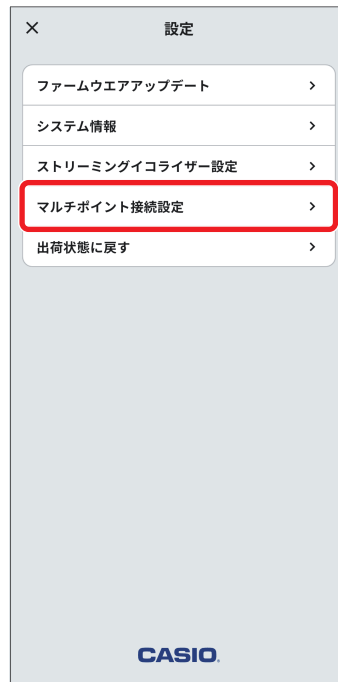 設定
ファームウエアアップデート
システム情報
ストリーミングイコライザー設定
マルチポイント接続設定
出荷状態に戻す
CASIO.